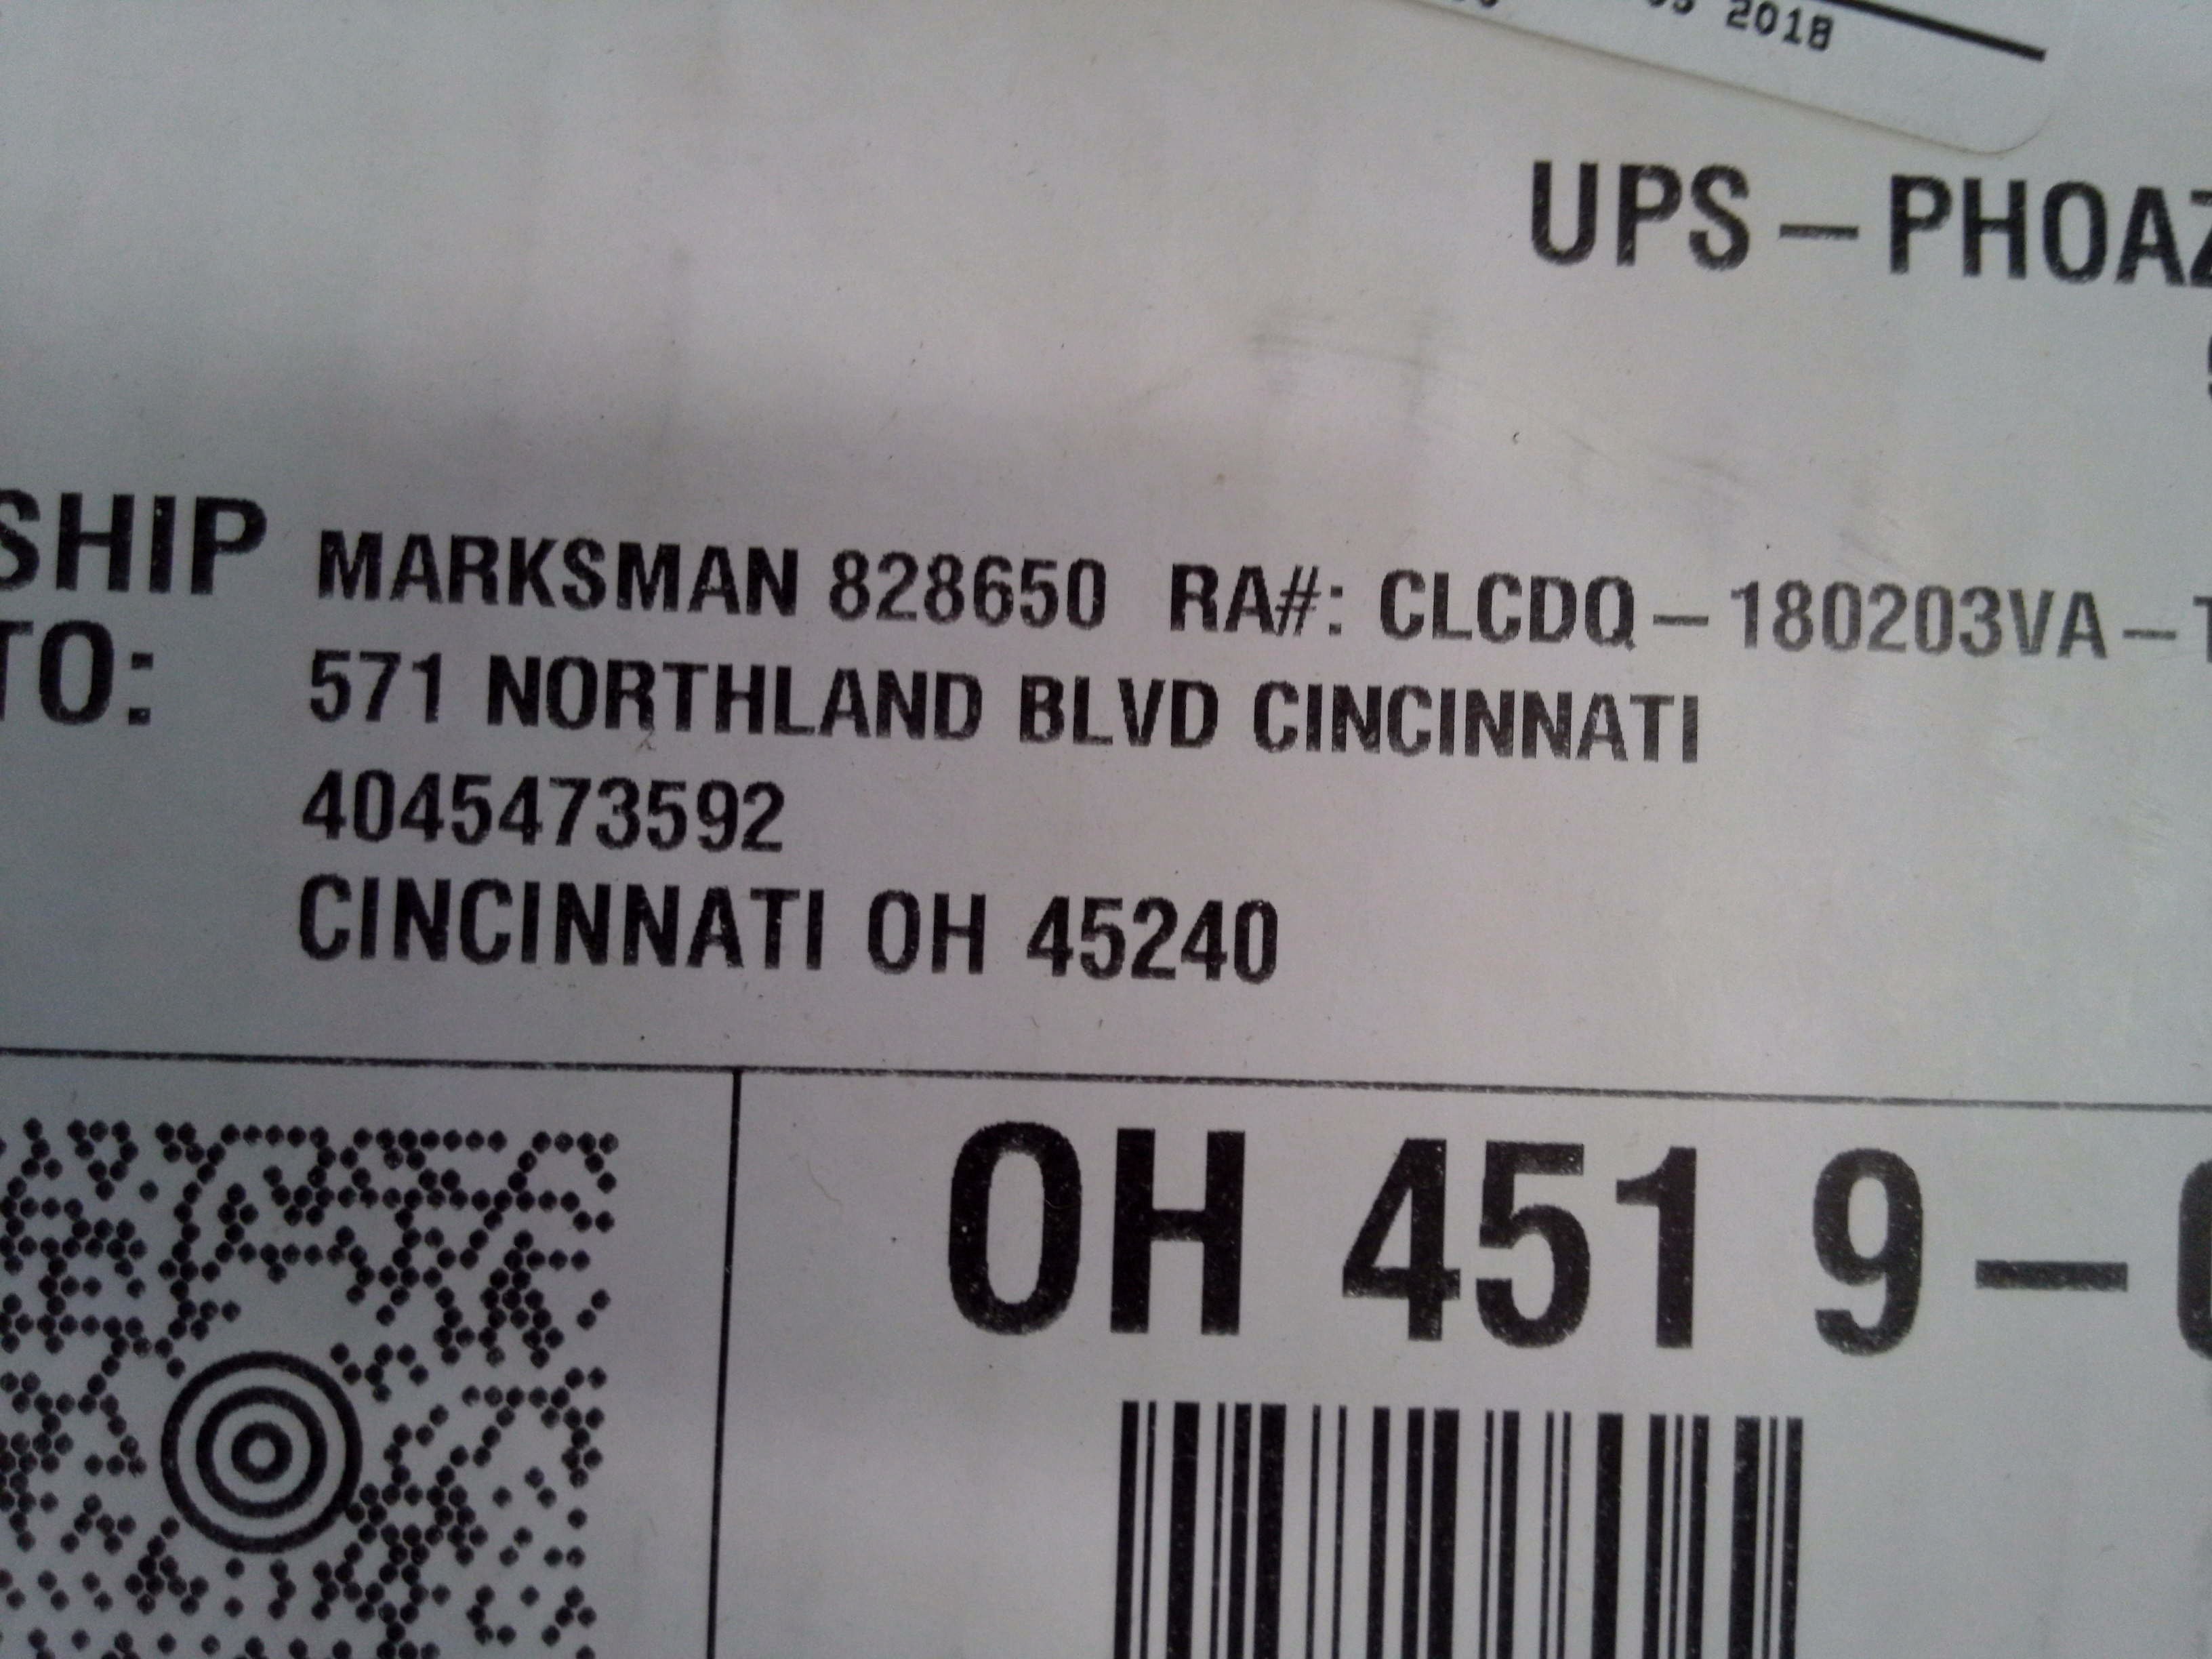 2018
UPS - PHOAZ
SHIP
TO:
MARKSMAN 828650 RA#: CLCDQ - 180203VA -
571 NORTHLAND BLVD CINCINNATI
4045473592
CINCINNATI OH 45240
OH 451 9 -